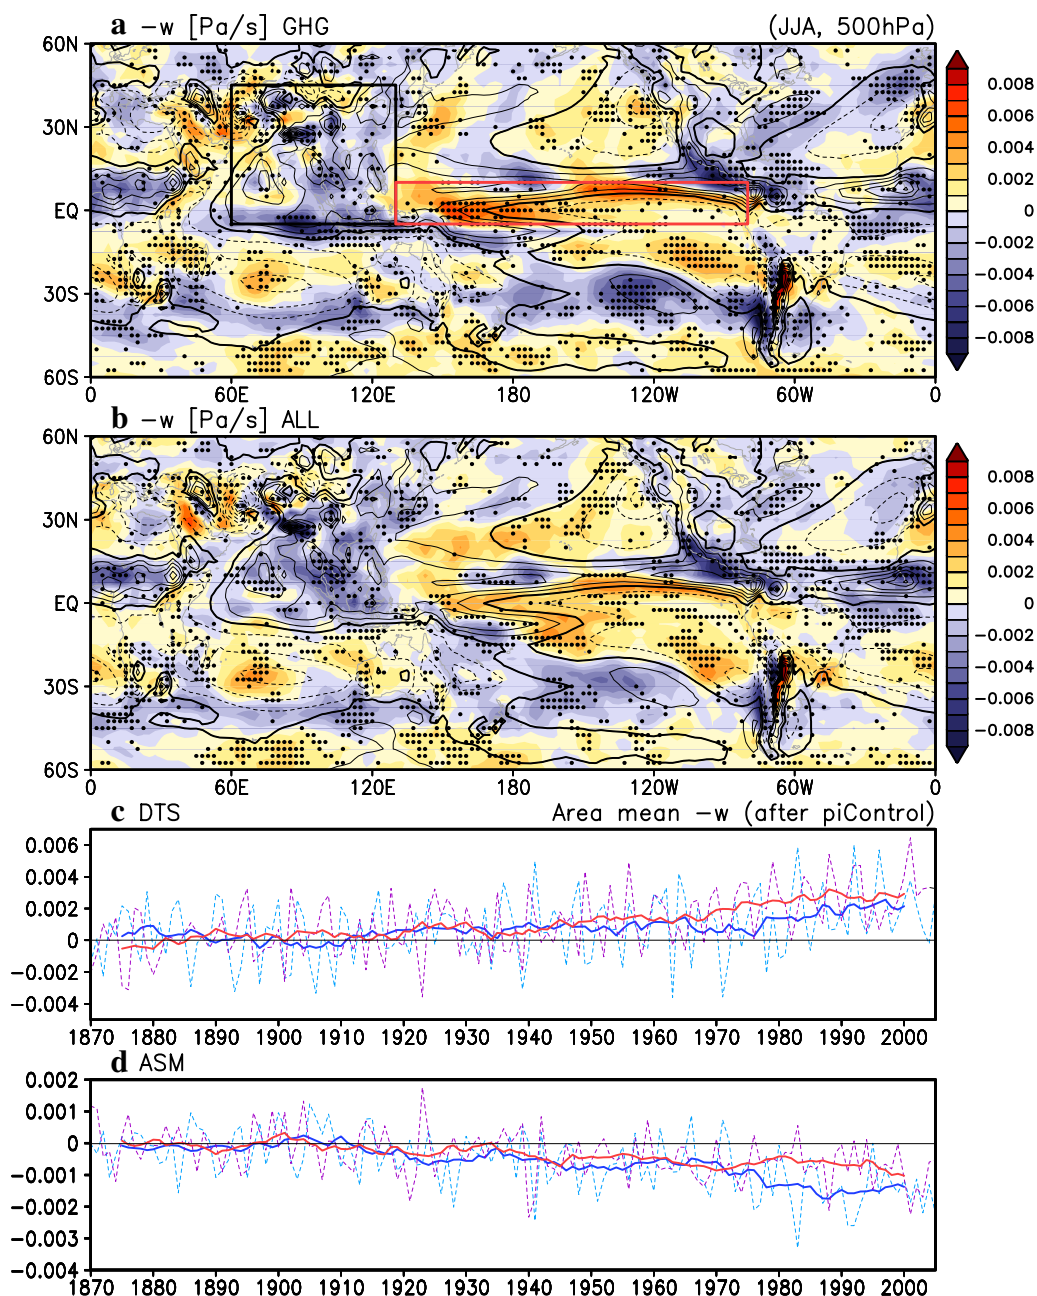 a −w [Pa/s] GHG (JJA, 500hPa)
60N
30N
EQ
30S
60S
0 60E 120E 180 120W 60W 0
0.008
0.006
0.004
0.002
0
−0.002
−0.004
−0.006
−0.008
b −w [Pa/s] ALL
60N
30N
EQ
30S
60S
0 60E 120E 180 120W 60W 0
0.008
0.006
0.004
0.002
0
−0.002
−0.004
−0.006
−0.008
c DTS Area mean −w (after piControl)
0.006
0.004
0.002
0
−0.002
−0.004
1870 1880 1890 1900 1910 1920 1930 1940 1950 1960 1970 1980 1990 2000
d ASM
0.002
0.001
0
−0.001
−0.002
−0.003
−0.004
1870 1880 1890 1900 1910 1920 1930 1940 1950 1960 1970 1980 1990 2000